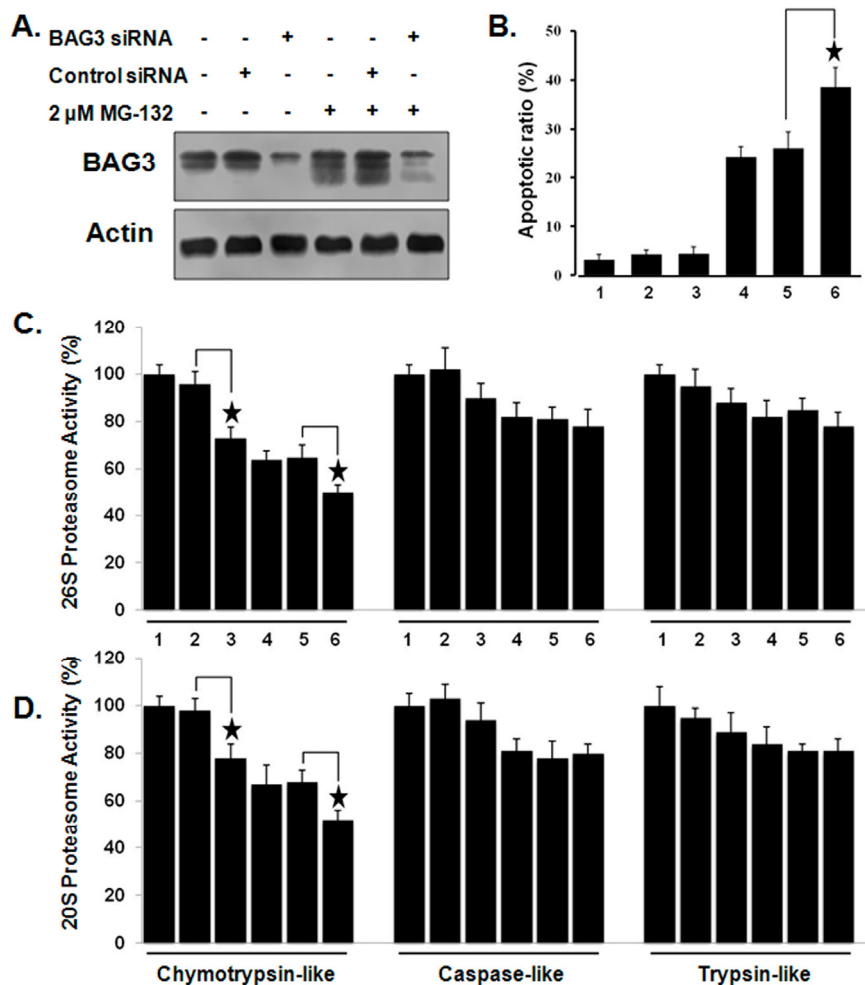 A.
BAG3 siRNA - - + - - +
Control siRNA - + - - + -
2 µM MG-132 - - - + + +
BAG3
Actin
B.
Apoptotic ratio (%)
50
40
30
20
10
0
1 2 3 4 5 6
C.
26S Proteasome Activity (%)
120
100
80
60
40
20
0
1 2 3 4 5 6
1 2 3 4 5 6
1 2 3 4 5 6
D.
20S Proteasome Activity (%)
100
80
60
40
20
0
Chymotrypsin-like
Caspase-like
Trypsin-like